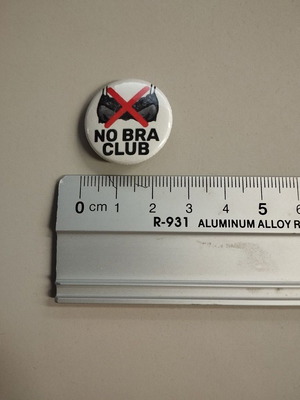 NO BRA
CLUB
0 cm 1 2 3 4 5 6
R-931 ALUMINUM ALLOY R